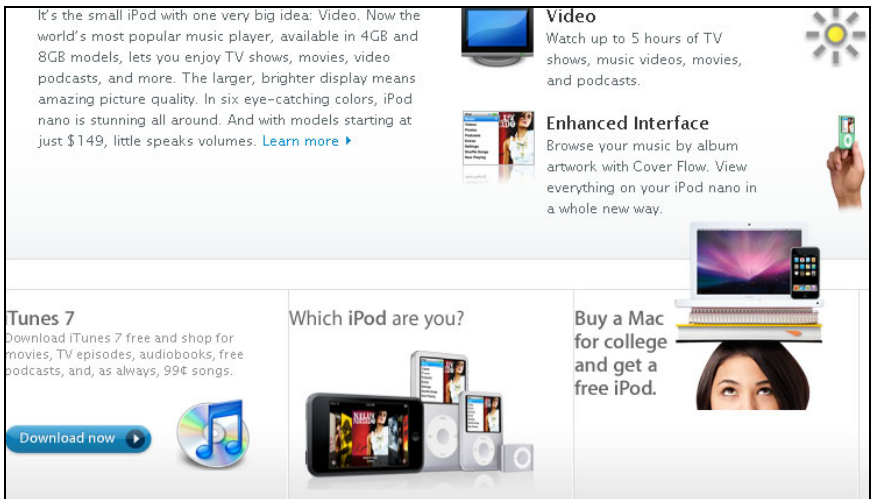 It's the small iPod with one very big idea: Video. Now the
world's most popular music player, available in 4GB and
8GB models, lets you enjoy TV shows, movies, video
podcasts, and more. The larger, brighter display means
amazing picture quality. In six eye-catching colors, iPod
nano is stunning all around. And with models starting at
just $149, little speaks volumes. Learn more
Video
Watch up to 5 hours of TV
shows, music videos, movies,
and podcasts.
Enhanced Interface
Browse your music by album
artwork with Cover Flow. View
everything on your iPod nano in
a whole new way.
iTunes 7
Download iTunes 7 free and shop for
movies, TV episodes, audiobooks, free
podcasts, and, as always, 99¢ songs.
Download now
Which iPod are you?
Buy a Mac
for college
and get a
free iPod.